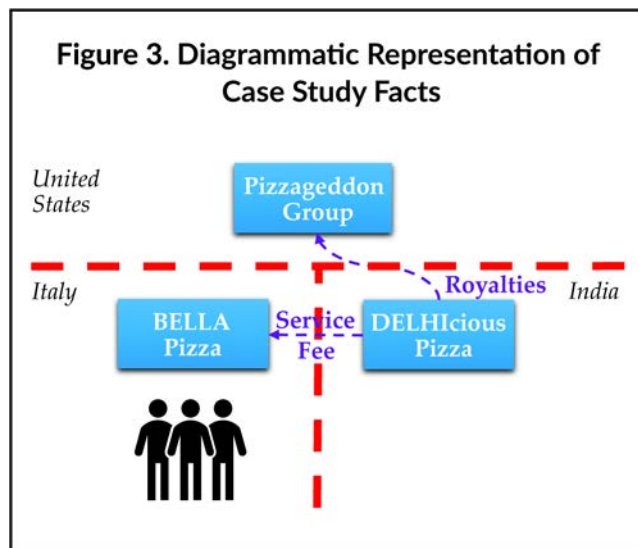 Figure 3. Diagrammatic Representation of
Case Study Facts
United
States
Pizzageddon
Group
Italy
Royalties
India
BELLA
Pizza
Service
Fee
DELHIcious
Pizza